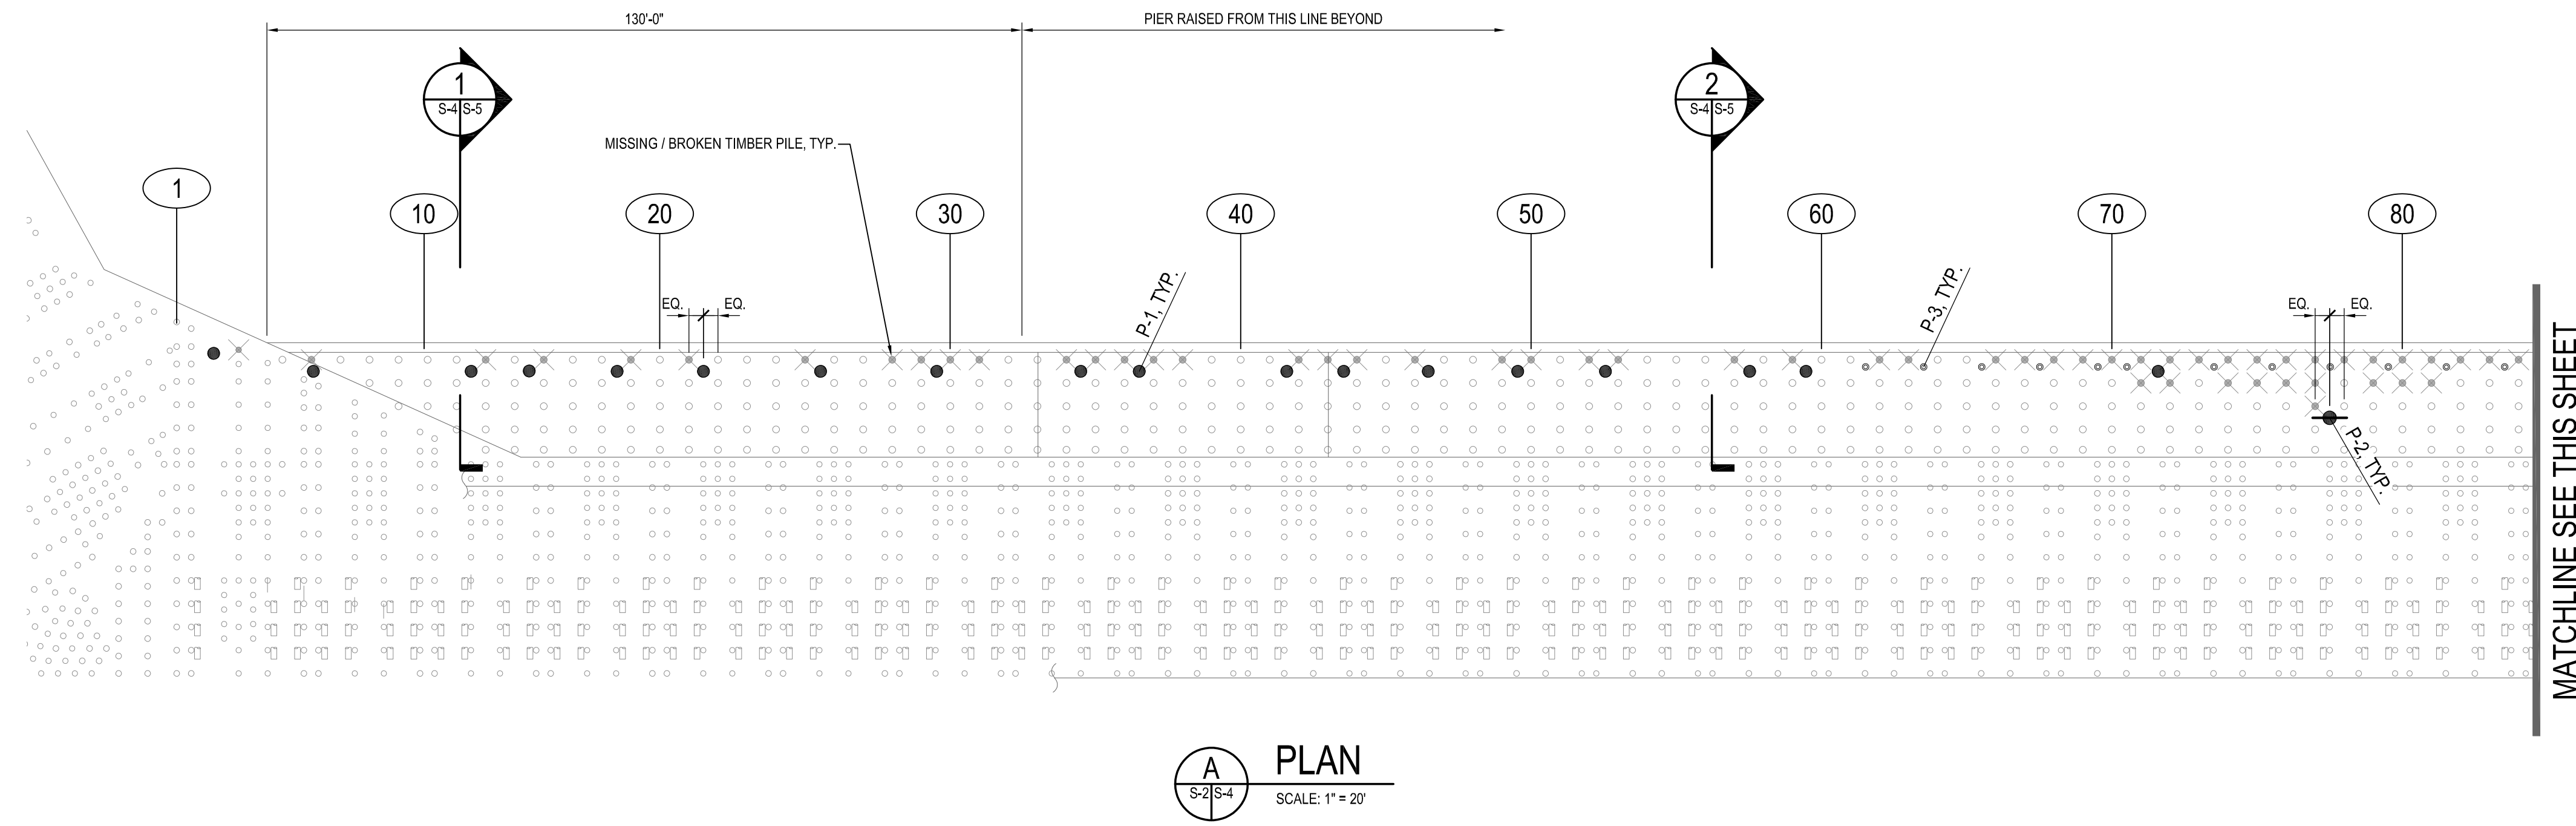 130'-0"
PIER RAISED FROM THIS LINE BEYOND
1
S-4 S-5
2
S-4 S-5
MISSING / BROKEN TIMBER PILE, TYP.
1
10
20
30
40
50
60
70
80
EQ.
EQ.
P-1, TYP.
P-3, TYP.
EQ.
EQ.
P-2, TYP.
MATCHLINE SEE THIS SHEET
A
S-2 S-4
PLAN
SCALE: 1" = 20'